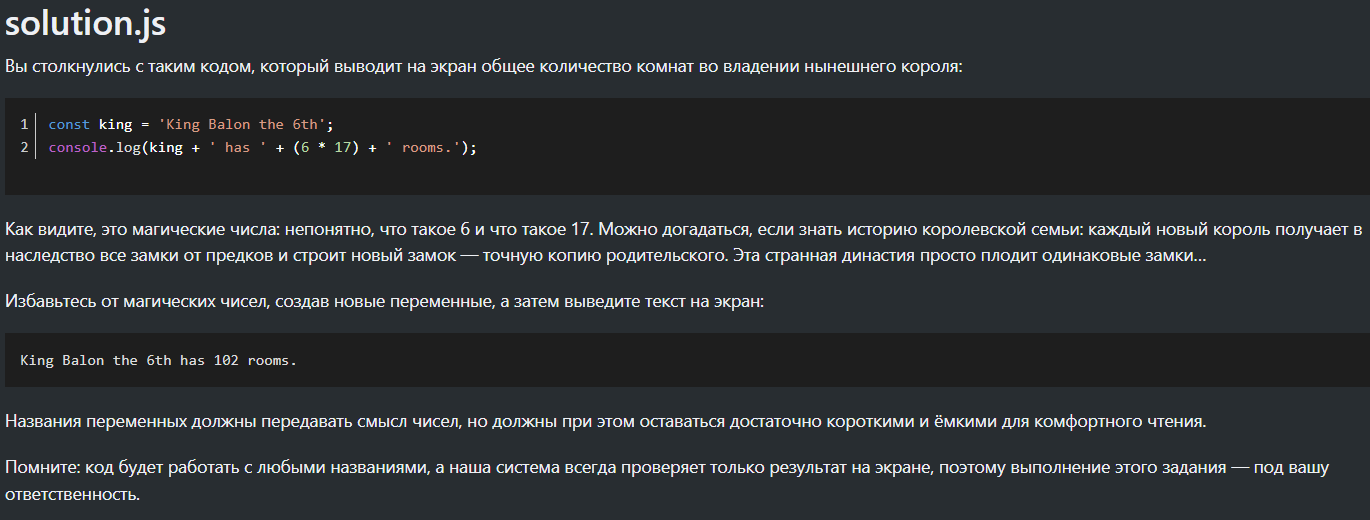 solution.js
Вы столкнулись с таким кодом, который выводит на экран общее количество комнат во владении нынешнего короля:
1 const king = 'King Balon the 6th';
2 console.log(king + ' has ' + (6 * 17) + ' rooms.');
Как видите, это магические числа: непонятно, что такое 6 и что такое 17. Можно догадаться, если знать историю королевской семьи: каждый новый король получает в
наследство все замки от предков и строит новый замок — точную копию родительского. Эта странная династия просто плодит одинаковые замки...
Избавьтесь от магических чисел, создав новые переменные, а затем выведите текст на экран:
King Balon the 6th has 102 rooms.
Названия переменных должны передавать смысл чисел, но должны при этом оставаться достаточно короткими и ёмкими для комфортного чтения.
Помните: код будет работать с любыми названиями, а наша система всегда проверяет только результат на экране, поэтому выполнение этого задания — под вашу
ответственность.